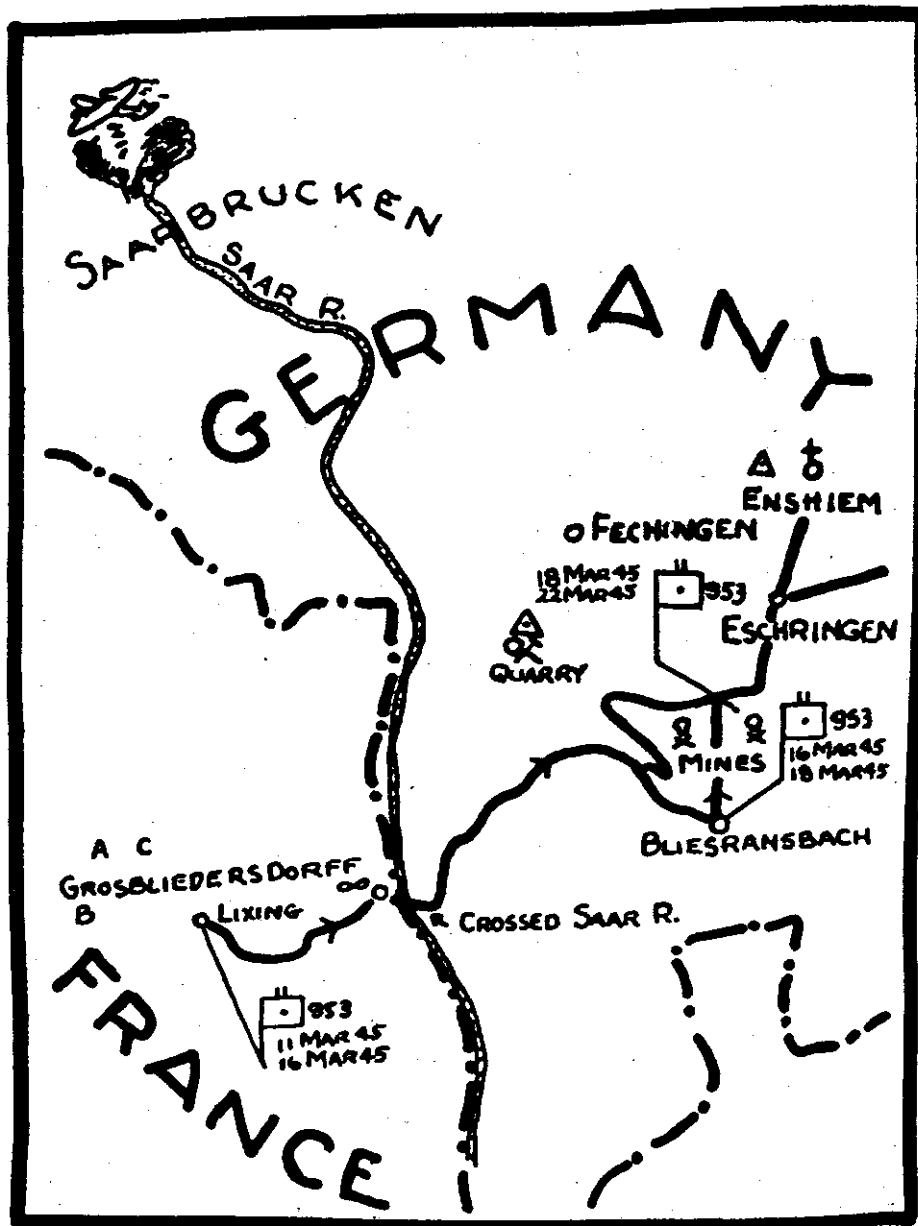 SAARBRUCKEN
SAAR R.
GERMANY
ENSHIEM
FECHINGEN
18 MAR 45
22 MAR 45
953
ESCHRINGEN
QUARRY
953
16 MAR 45
18 MAR 45
MINES
BLIESRANSBACH
A C
GROSBLIEDERSDORFF
B
LIXING
CROSSED SAAR R.
953
11 MAR 45
16 MAR 45
FRANCE